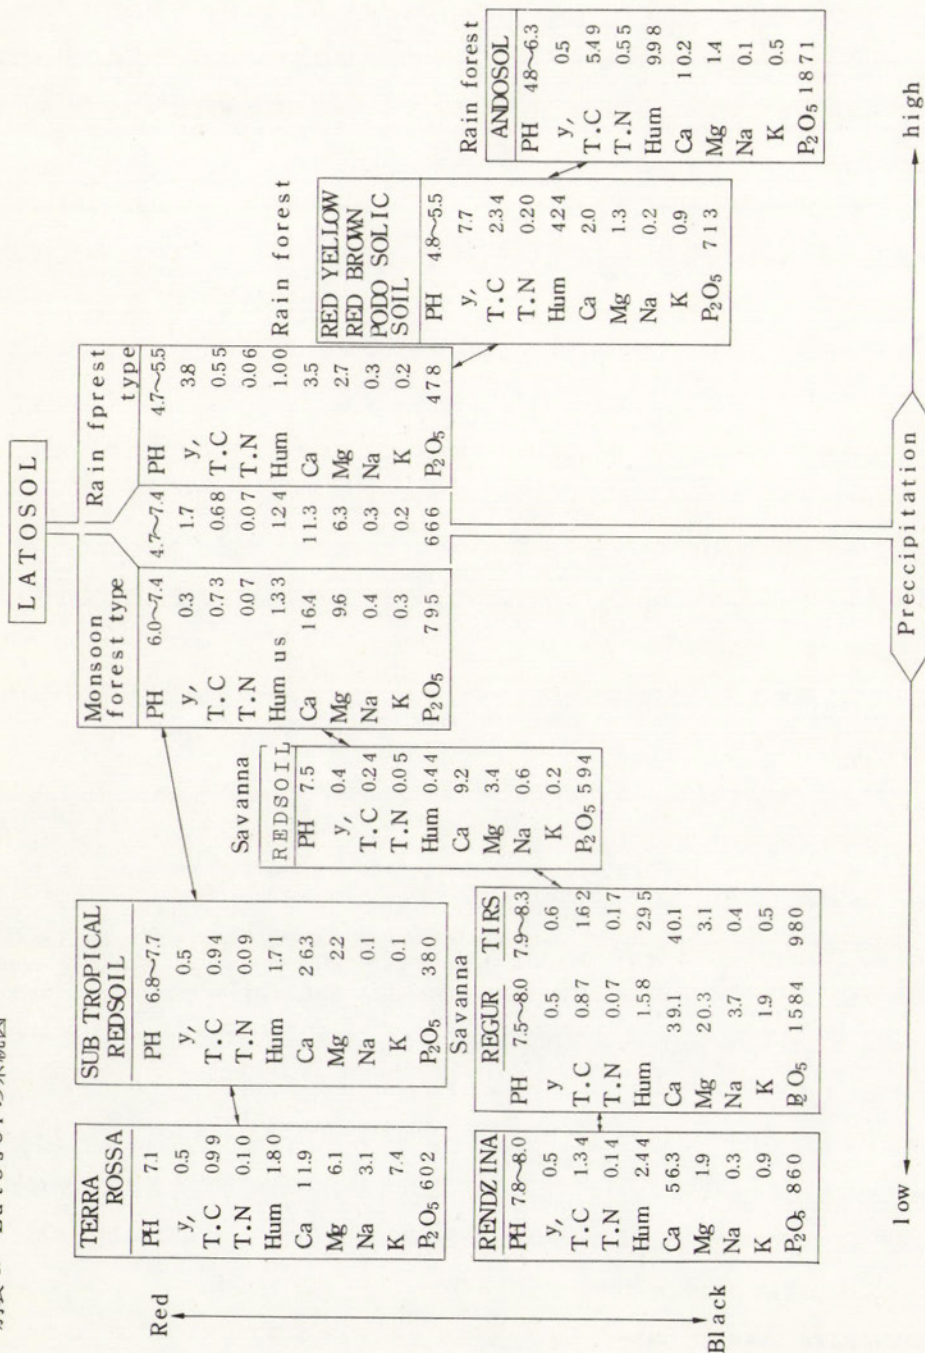 Latosol の系統図
LATOSOL
Monsoon
forest type
PH 6.0~7.4
y, 0.3
T.C 0.73
T.N 0.07
Hum us 1.33
Ca 16.4
Mg 9.6
Na 0.4
K 0.3
P₂O₅ 795
4.7~7.4
1.7
0.68
0.07
1.24
11.3
6.3
0.3
0.2
666
Rain fprest
type
PH 4.7~5.5
y, 3.8
T.C 0.55
T.N 0.06
Hum 1.00
Ca 3.5
Mg 2.7
Na 0.3
K 0.2
P₂O₅ 478
Rain forest
RED YELLOW
RED BROWN
PODO SOLIC
SOIL
PH 4.8~5.5
y, 7.7
T.C 2.34
T.N 0.20
Hum 4.24
Ca 2.0
Mg 1.3
Na 0.2
K 0.9
P₂O₅ 713
Rain forest
ANDOSOL
PH 4.8~6.3
y, 0.5
T.C 5.49
T.N 0.55
Hum 9.98
Ca 10.2
Mg 1.4
Na 0.1
K 0.5
P₂O₅ 1871
TERRA
ROSSA
PH 7.1
y, 0.5
T.C 0.99
T.N 0.10
Hum 1.80
Ca 11.9
Mg 6.1
Na 3.1
K 7.4
P₂O₅ 602
SUB TROPICAL
REDSOIL
PH 6.8~7.7
y, 0.5
T.C 0.94
T.N 0.09
Hum 1.71
Ca 26.3
Mg 2.2
Na 0.1
K 0.1
P₂O₅ 380
Savanna
REDSOIL
PH 7.5
y, 0.4
T.C 0.24
T.N 0.05
Hum 0.44
Ca 9.2
Mg 3.4
Na 0.6
K 0.2
P₂O₅ 594
RENDZINA
PH 7.8~8.0
y, 0.5
T.C 1.34
T.N 0.14
Hum 2.44
Ca 56.3
Mg 1.9
Na 0.3
K 0.9
P₂O₅ 860
Savanna
REGUR TIRS
PH 7.5~8.0 7.9~8.3
y 0.5 0.6
T.C 0.87 1.62
T.N 0.07 0.17
Hum 1.58 2.95
Ca 39.1 40.1
Mg 20.3 3.1
Na 3.7 0.4
K 1.9 0.5
P₂O₅ 1584 980
Red
Black
low
Preccipitation
high